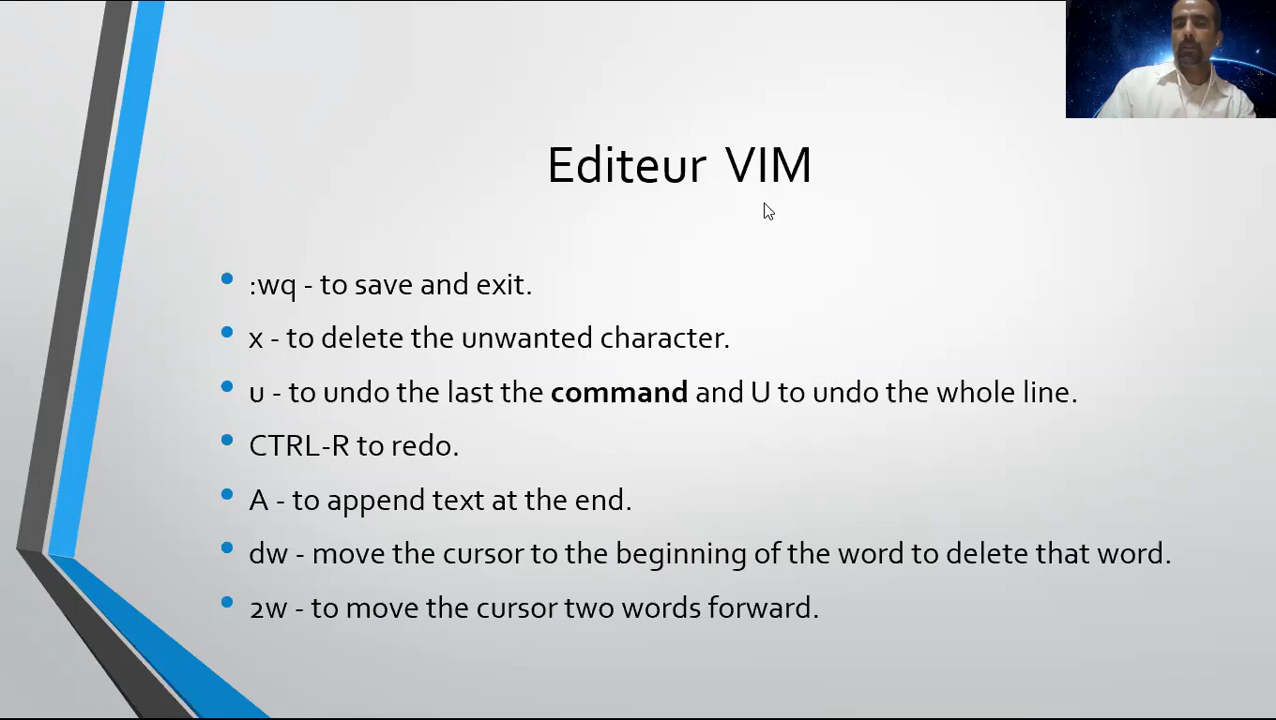 Editeur VIM
:wq - to save and exit.
x - to delete the unwanted character.
u - to undo the last the command and U to undo the whole line.
CTRL-R to redo.
A - to append text at the end.
dw - move the cursor to the beginning of the word to delete that word.
2w - to move the cursor two words forward.